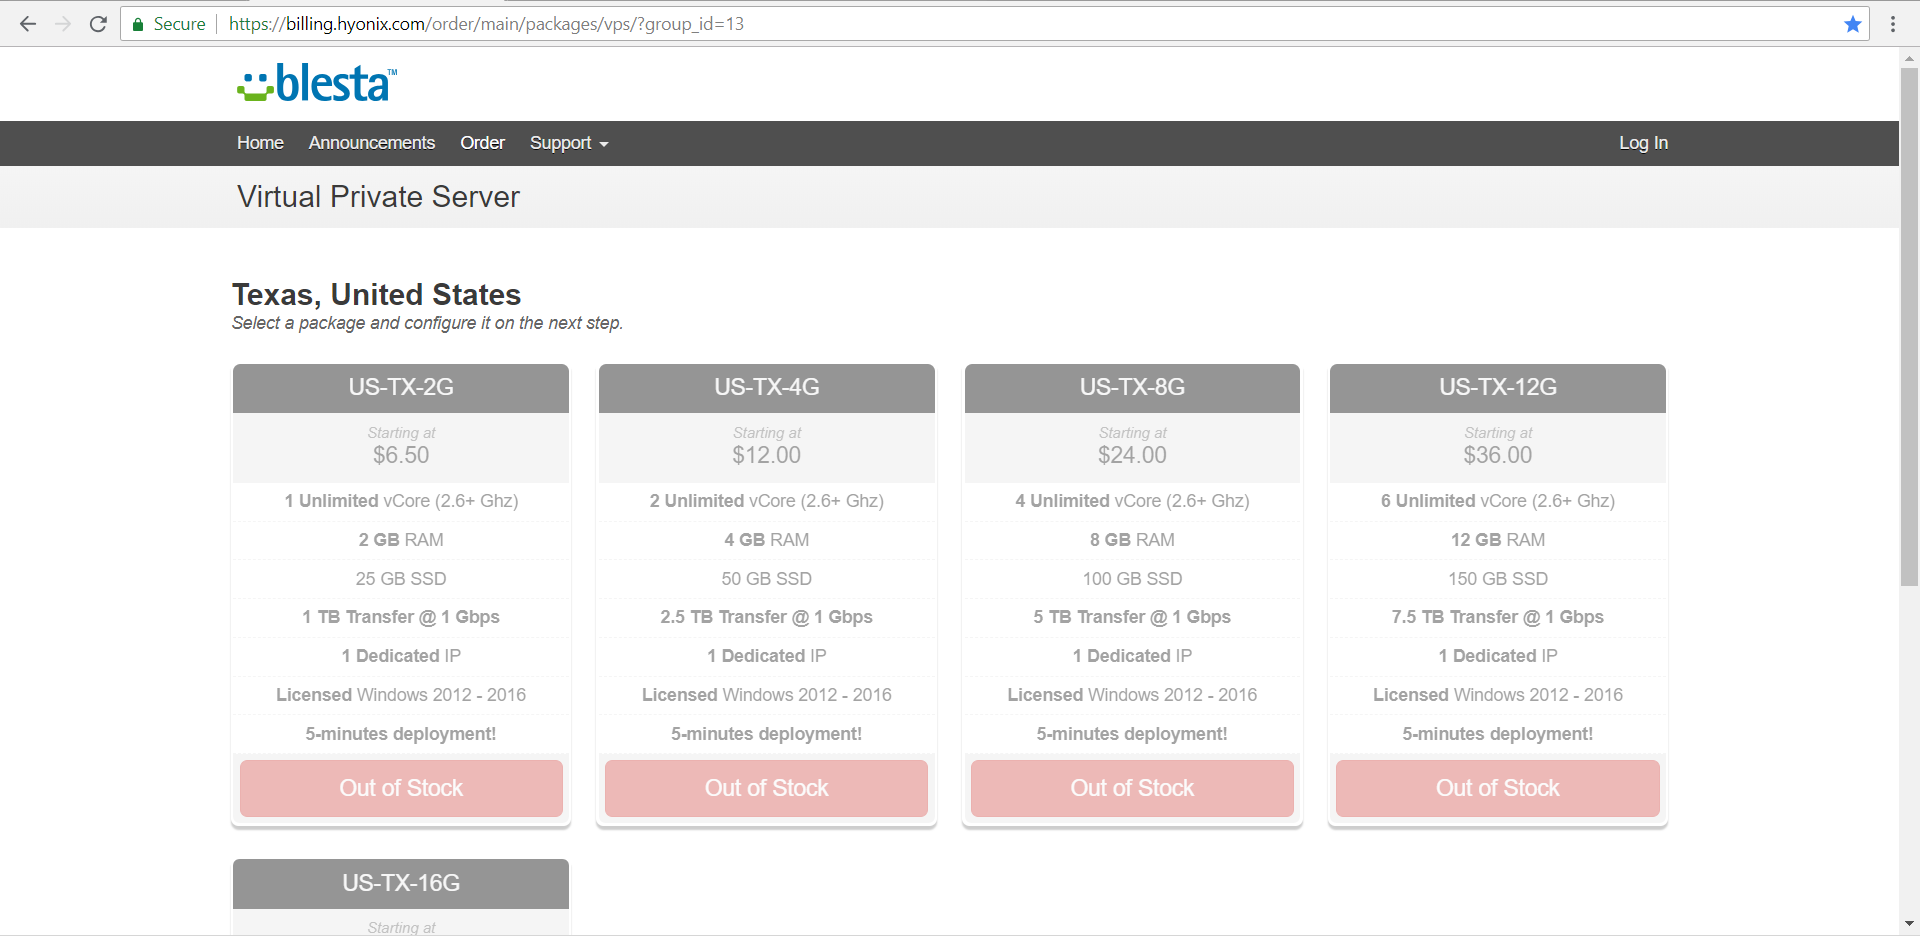 Secure https://billing.hyonix.com/order/main/packages/vps/?group_id=13
blesta™
Home Announcements Order Support Log In
Virtual Private Server
Texas, United States
Select a package and configure it on the next step.
US-TX-2G
Starting at
$6.50
1 Unlimited vCore (2.6+ Ghz)
2 GB RAM
25 GB SSD
1 TB Transfer @ 1 Gbps
1 Dedicated IP
Licensed Windows 2012 - 2016
5-minutes deployment!
Out of Stock
US-TX-4G
Starting at
$12.00
2 Unlimited vCore (2.6+ Ghz)
4 GB RAM
50 GB SSD
2.5 TB Transfer @ 1 Gbps
1 Dedicated IP
Licensed Windows 2012 - 2016
5-minutes deployment!
Out of Stock
US-TX-8G
Starting at
$24.00
4 Unlimited vCore (2.6+ Ghz)
8 GB RAM
100 GB SSD
5 TB Transfer @ 1 Gbps
1 Dedicated IP
Licensed Windows 2012 - 2016
5-minutes deployment!
Out of Stock
US-TX-12G
Starting at
$36.00
6 Unlimited vCore (2.6+ Ghz)
12 GB RAM
150 GB SSD
7.5 TB Transfer @ 1 Gbps
1 Dedicated IP
Licensed Windows 2012 - 2016
5-minutes deployment!
Out of Stock
US-TX-16G
Starting at